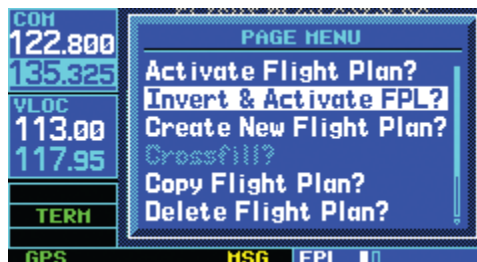 COM
122.800
135.325
VLOC
113.00
117.95
TERM
GPS
PAGE MENU
Activate Flight Plan?
Invert & Activate FPL?
Create New Flight Plan?
Crossfill?
Copy Flight Plan?
Delete Flight Plan?
MSG
FPL